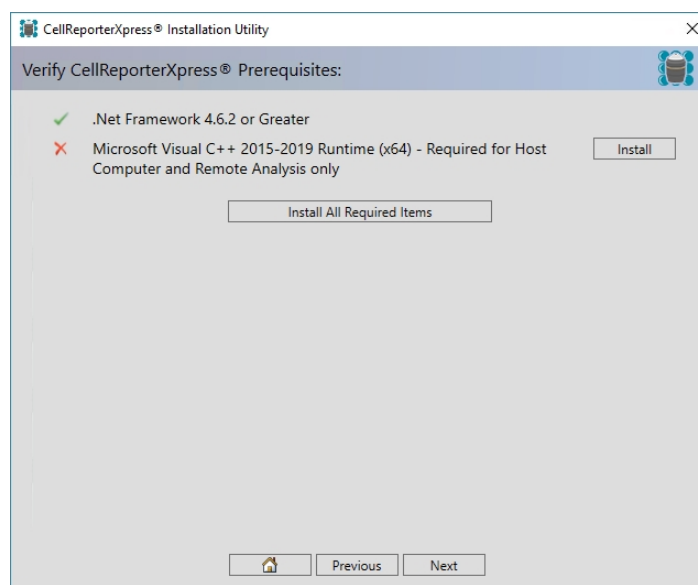 CellReporterXpress® Installation Utility
Verify CellReporterXpress® Prerequisites:
.Net Framework 4.6.2 or Greater
Microsoft Visual C++ 2015-2019 Runtime (x64) - Required for Host
Computer and Remote Analysis only
Install
Install All Required Items
Previous
Next